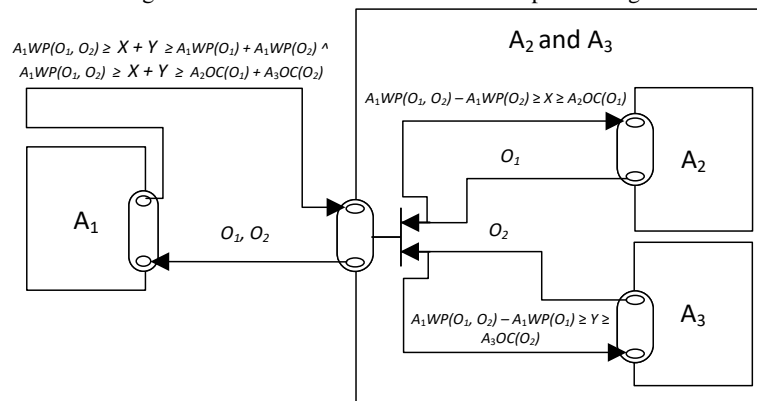 A₁WP(O₁, O₂) ≥ X + Y ≥ A₁WP(O₁) + A₁WP(O₂) ^
A₁WP(O₁, O₂) ≥ X + Y ≥ A₂OC(O₁) + A₃OC(O₂)
A₂ and A₃
A₁WP(O₁, O₂) – A₁WP(O₂) ≥ X ≥ A₂OC(O₁)
O₁
A₂
A₁
O₁, O₂
O₂
A₁WP(O₁, O₂) – A₁WP(O₁) ≥ Y ≥
A₃OC(O₂)
A₃